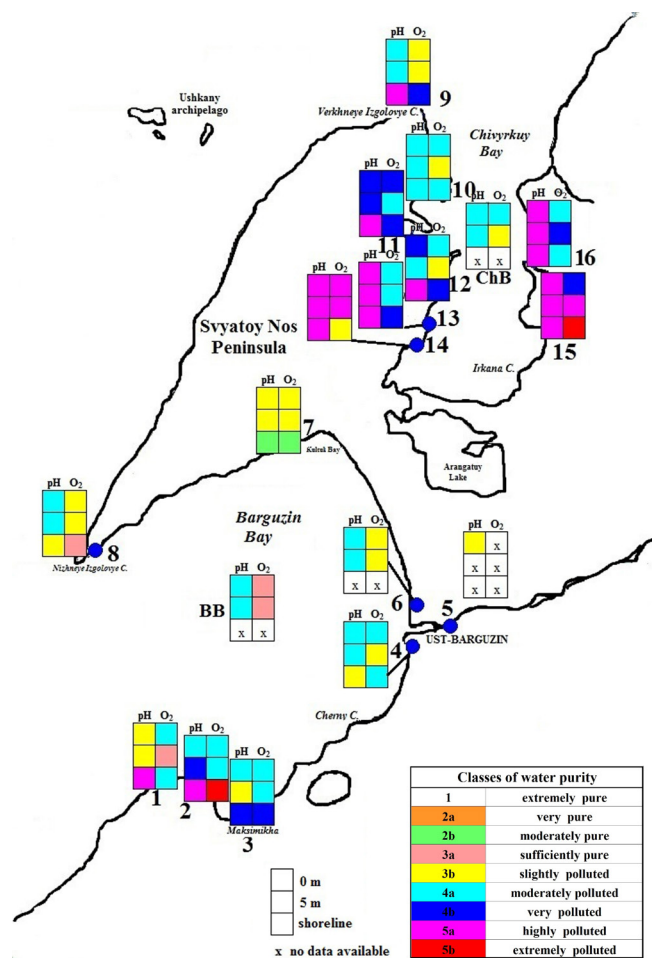 pH O₂
9
Verkhneye Izgolovye C.
Ushkany
archipelago
Chivyrkuy
Bay
pH O₂
10
pH O₂
11
pH O₂
12
pH O₂
x x
ChB
pH Θ₂
16
pH O₂
15
pH O₂
13
pH O₂
14
Svyatoy Nos
Peninsula
Irkana C.
pH O₂
7
Kulruk Bay
Arangatuy
Lake
pH O₂
8
Nizhneye Izgolovye C.
Barguzin
Bay
pH O₂
BB
x x
pH O₂
x x
6
pH O₂
x
x x
x x
5
UST-BARGUZIN
pH O₂
4
Cherny C.
pH O₂
1
pH O₂
2
pH O₂
Maksimikha
3
0 m
5 m
shoreline
x no data available
Classes of water purity
1 extremely pure
2a very pure
2b moderately pure
3a sufficiently pure
3b slightly polluted
4a moderately polluted
4b very polluted
5a highly polluted
5b extremely polluted